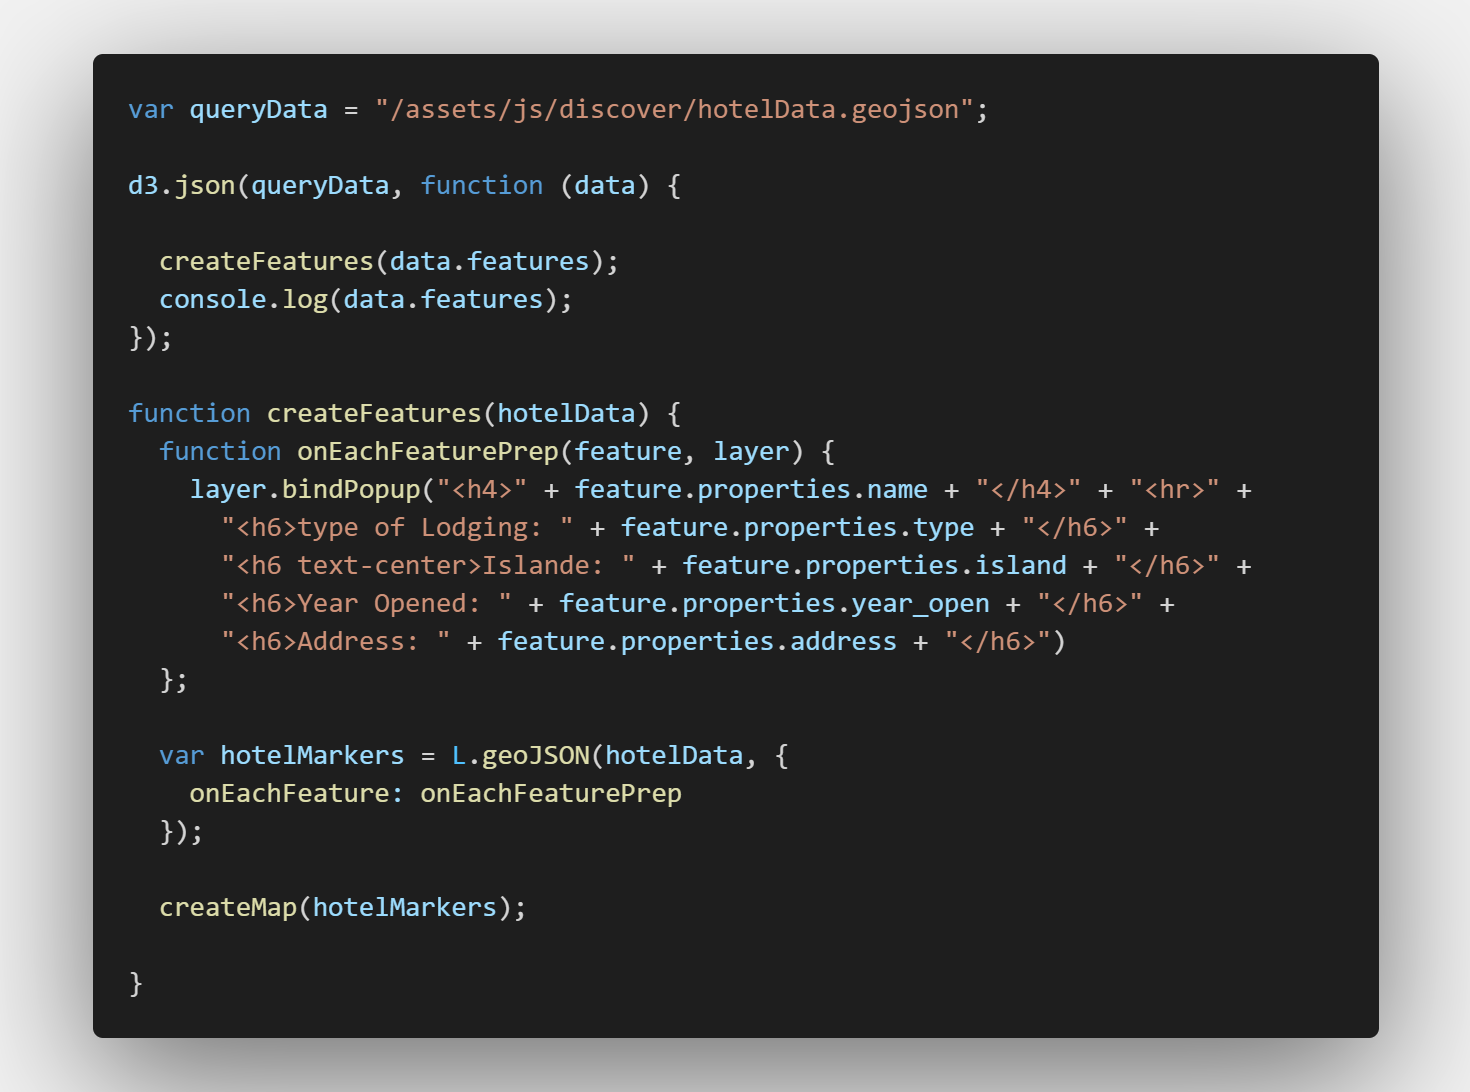 var queryData = "/assets/js/discover/hotelData.geojson";

d3.json(queryData, function (data) {

  createFeatures(data.features);
  console.log(data.features);
});

function createFeatures(hotelData) {
  function onEachFeaturePrep(feature, layer) {
    layer.bindPopup("<h4>" + feature.properties.name + "</h4>" + "<hr>" +
      "<h6>type of Lodging: " + feature.properties.type + "</h6>" +
      "<h6 text-center>Islande: " + feature.properties.island + "</h6>" +
      "<h6>Year Opened: " + feature.properties.year_open + "</h6>" +
      "<h6>Address: " + feature.properties.address + "</h6>")
  };

  var hotelMarkers = L.geoJSON(hotelData, {
    onEachFeature: onEachFeaturePrep
  });

  createMap(hotelMarkers);

}